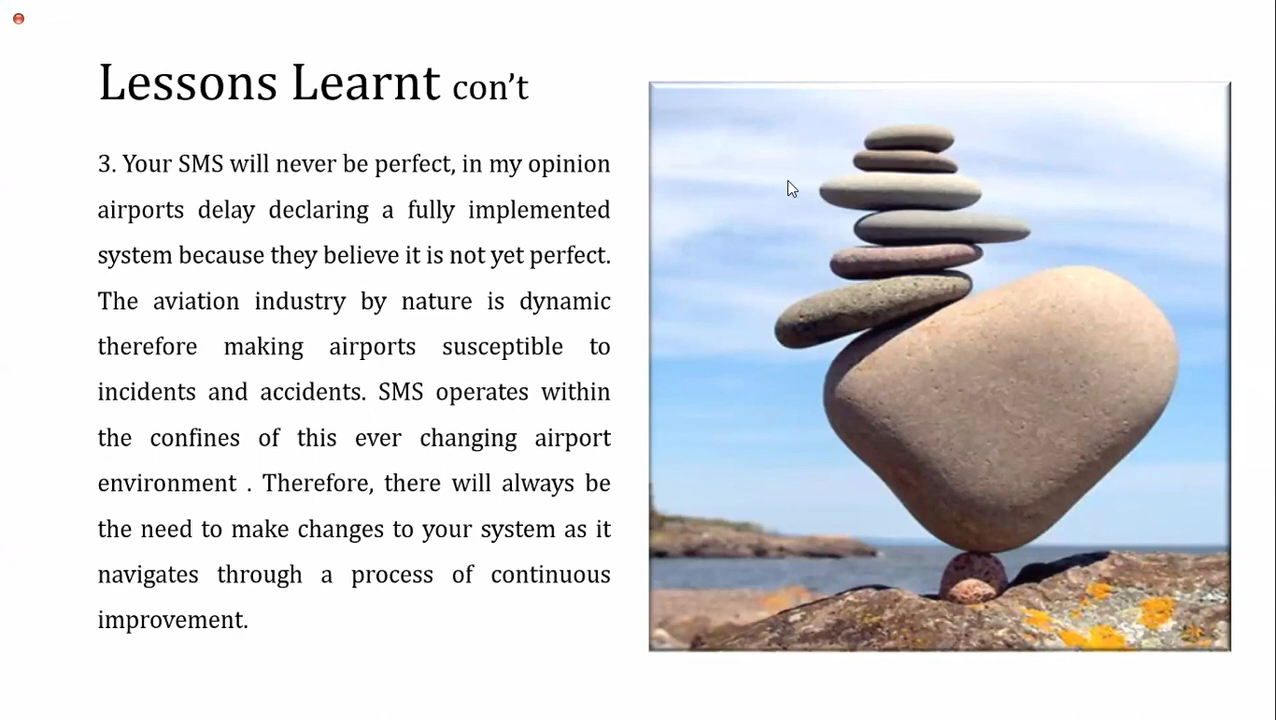 Lessons Learnt con’t
3. Your SMS will never be perfect, in my opinion
airports delay declaring a fully implemented
system because they believe it is not yet perfect.
The aviation industry by nature is dynamic
therefore making airports susceptible to
incidents and accidents. SMS operates within
the confines of this ever changing airport
environment . Therefore, there will always be
the need to make changes to your system as it
navigates through a process of continuous
improvement.